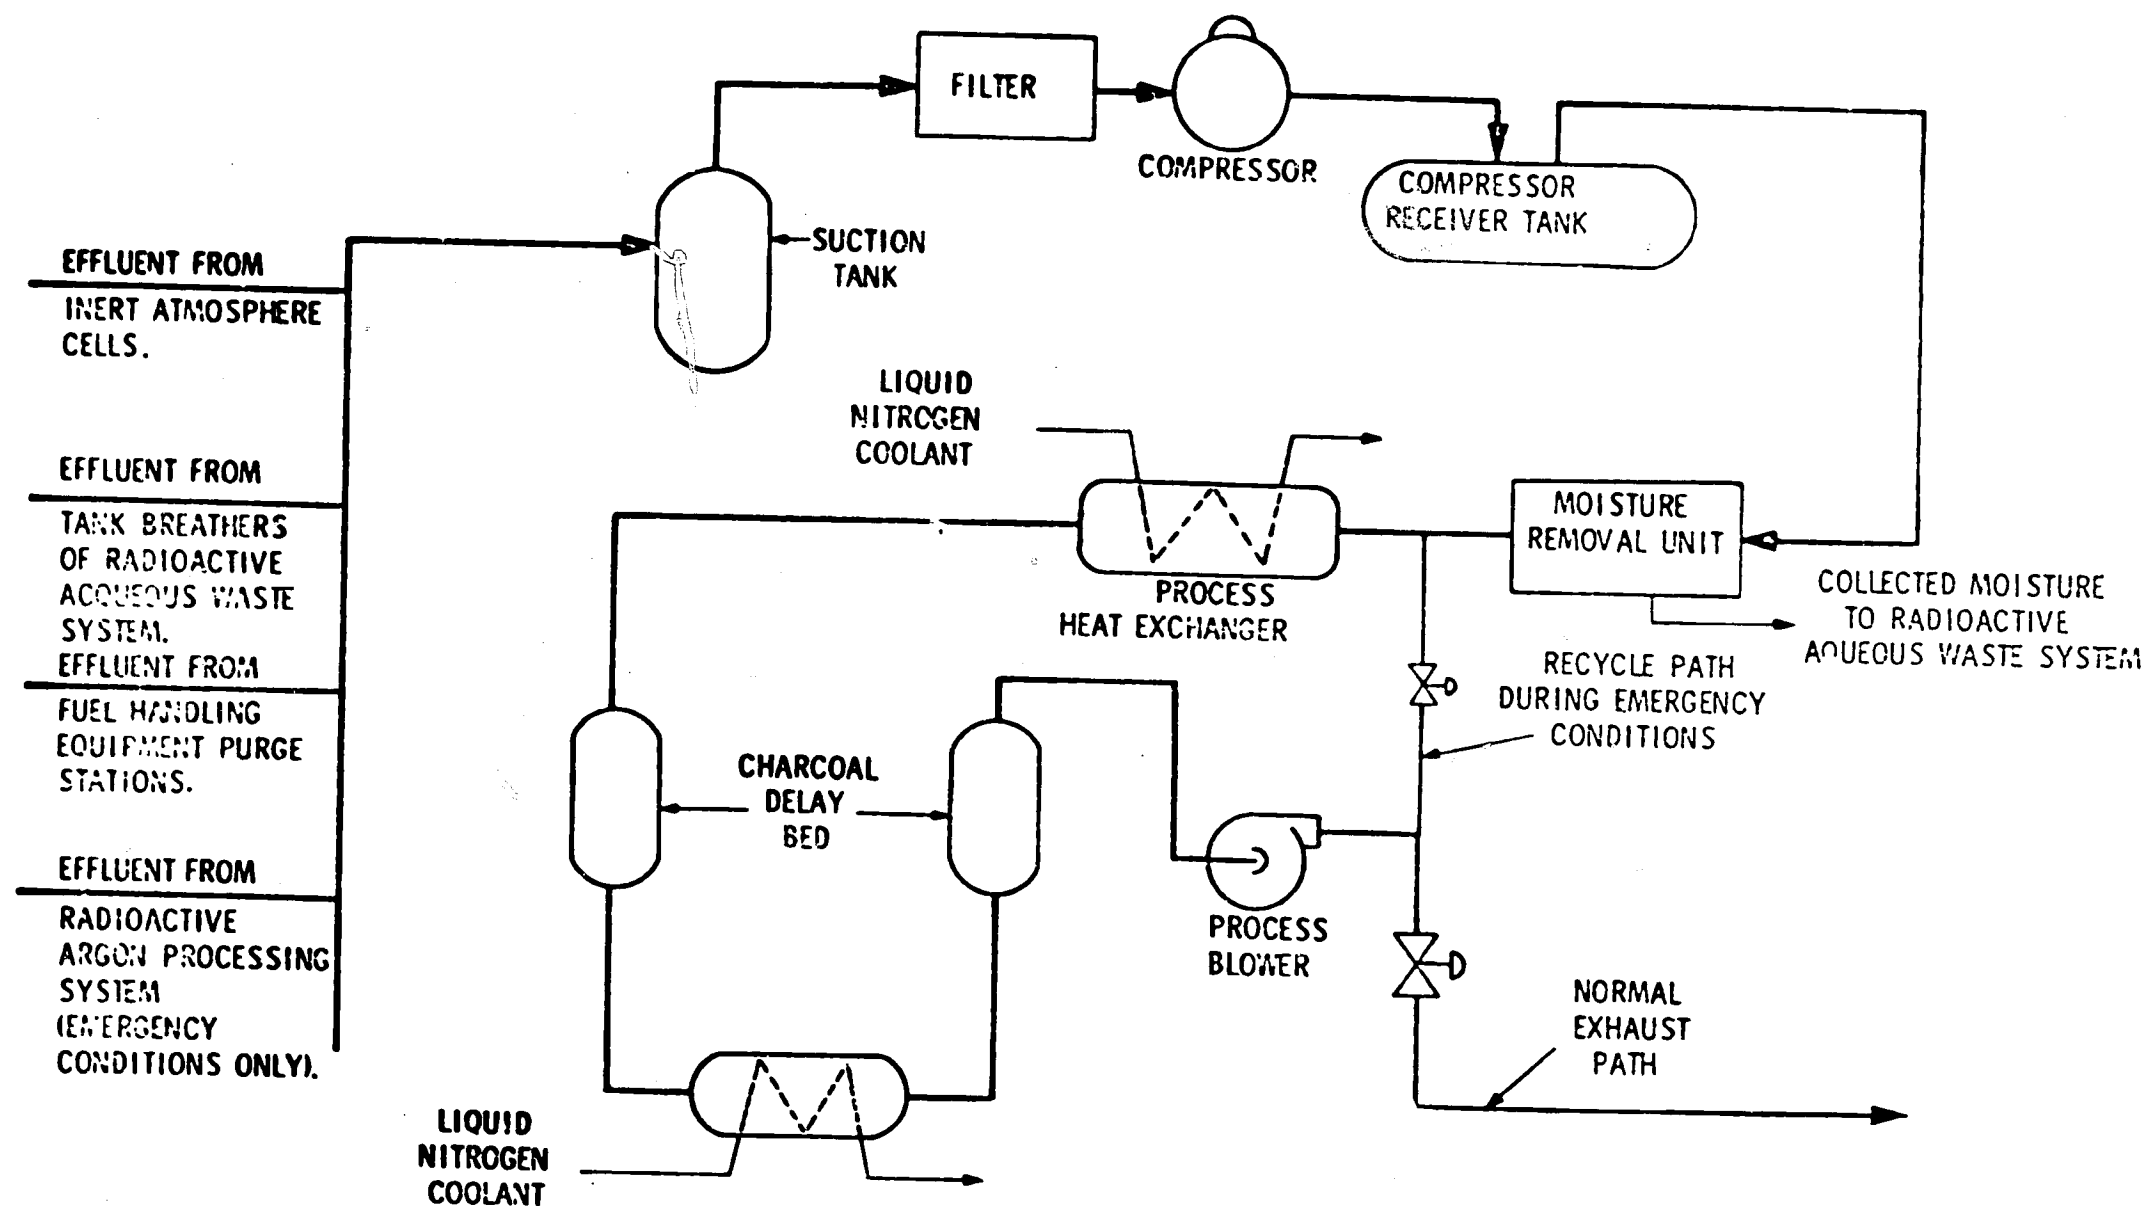 FILTER
COMPRESSOR
COMPRESSOR
RECEIVER TANK
SUCTION
TANK
EFFLUENT FROM
INERT ATMOSPHERE
CELLS.
LIQUID
NITROGEN
COOLANT
EFFLUENT FROM
TANK BREATHERS
OF RADIOACTIVE
ACQUEOUS WASTE
SYSTEM.
MOISTURE
REMOVAL UNIT
PROCESS
HEAT EXCHANGER
COLLECTED MOISTURE
TO RADIOACTIVE
AQUEOUS WASTE SYSTEM
EFFLUENT FROM
FUEL HANDLING
EQUIPMENT PURGE
STATIONS.
RECYCLE PATH
DURING EMERGENCY
CONDITIONS
CHARCOAL
DELAY
BED
EFFLUENT FROM
RADIOACTIVE
ARGON PROCESSING
SYSTEM
(EMERGENCY
CONDITIONS ONLY).
PROCESS
BLOWER
NORMAL
EXHAUST
PATH
LIQUID
NITROGEN
COOLANT